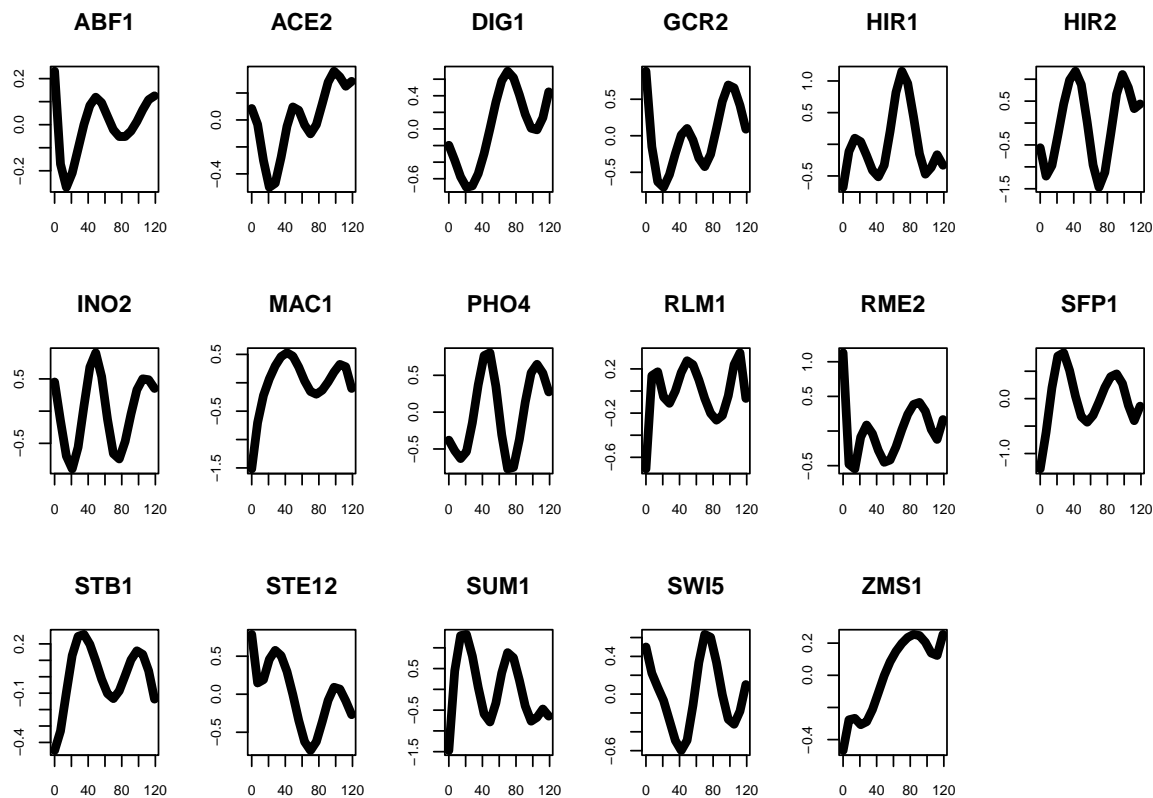 ABF1 ACE2 DIG1 GCR2 HIR1 HIR2
0.2 0.0 −0.2
0.0 −0.4
0.4 −0.6
0.5 −0.5
1.0 0.5 −0.5
0.5 −0.5 −1.5
0 40 80 120 0 40 80 120 0 40 80 120 0 40 80 120 0 40 80 120 0 40 80 120
INO2 MAC1 PHO4 RLM1 RME2 SFP1
0.5 −0.5
0.5 −0.5 −1.5
0.5 −0.5
0.2 −0.2 −0.6
1.0 0.5 −0.5
0.0 −1.0
0 40 80 120 0 40 80 120 0 40 80 120 0 40 80 120 0 40 80 120 0 40 80 120
STB1 STE12 SUM1 SWI5 ZMS1
0.2 −0.1 −0.4
0.5 0.0 −0.5
0.5 −0.5 −1.5
0.4 0.0 −0.6
0.2 0.0 −0.4
0 40 80 120 0 40 80 120 0 40 80 120 0 40 80 120 0 40 80 120